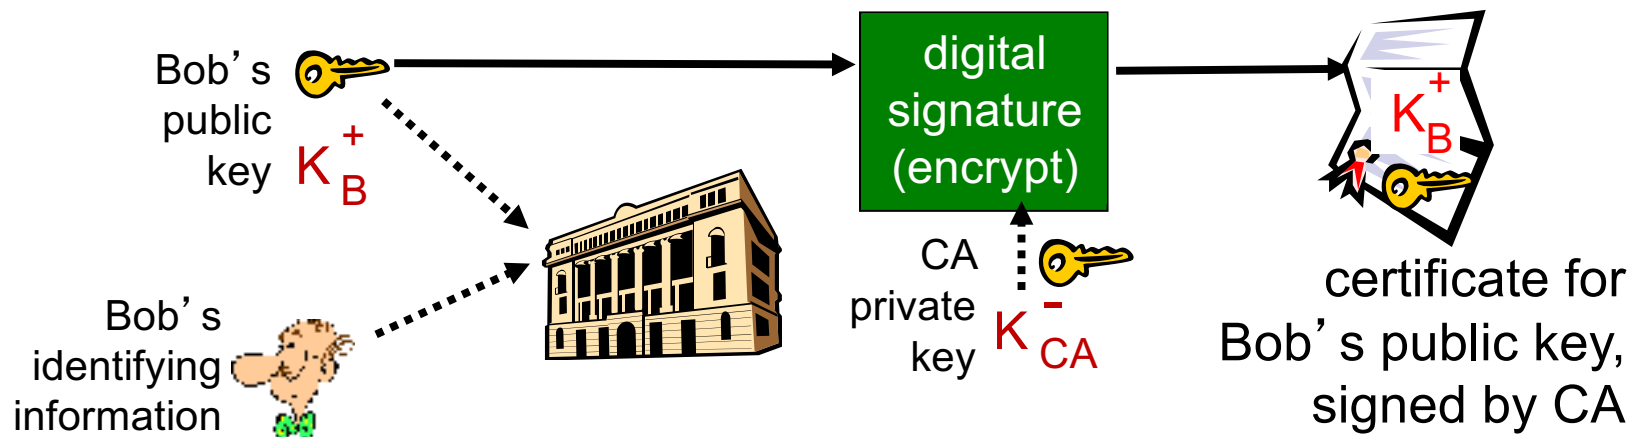 Bob's
public
key
K + B
Bob's
identifying
information
digital
signature
(encrypt)
CA
private
key
K - CA
K + B
certificate for
Bob's public key,
signed by CA